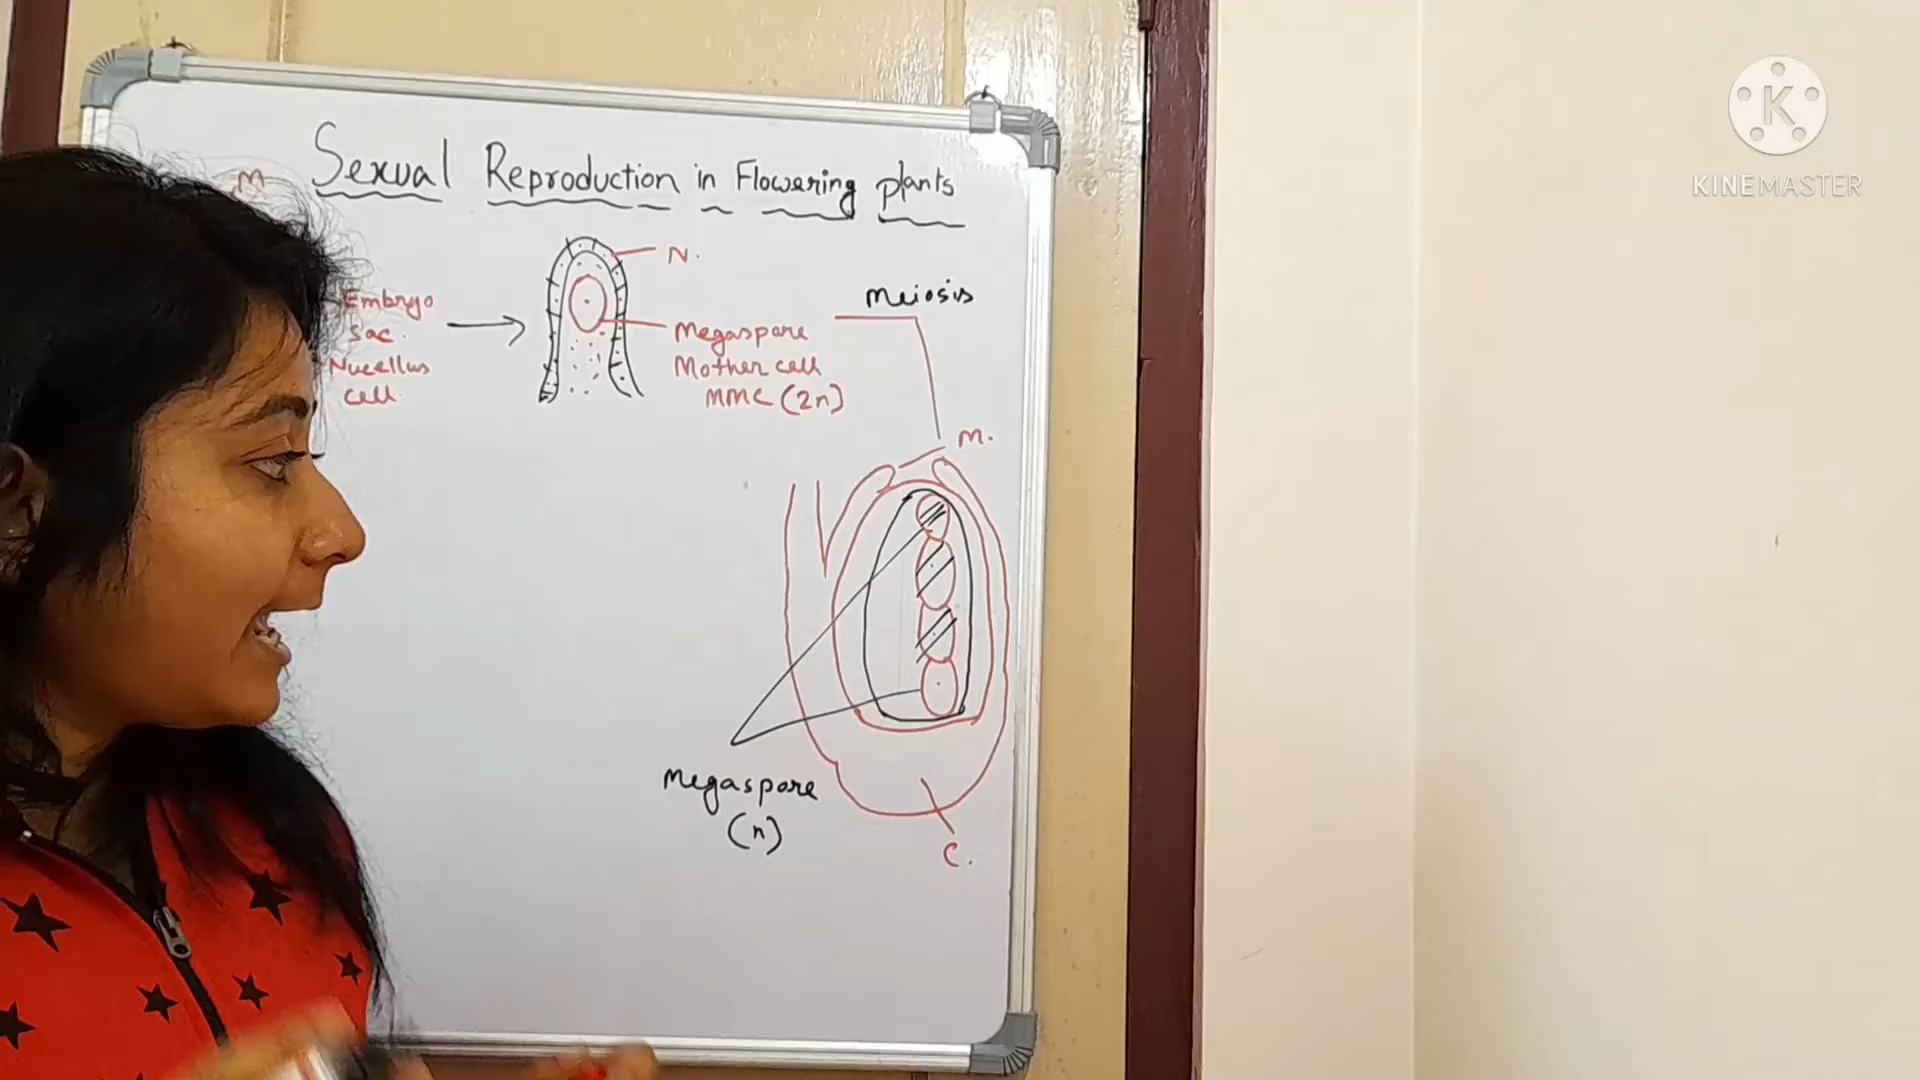 Sexual Reproduction in Flowering plants
M
N.
Embryo
Sac.
Nucellus
cell
Megaspore
Mother cell
MMC (2n)
Meiosis
M.
Megaspore
(n)
C.
K
KINEMASTER